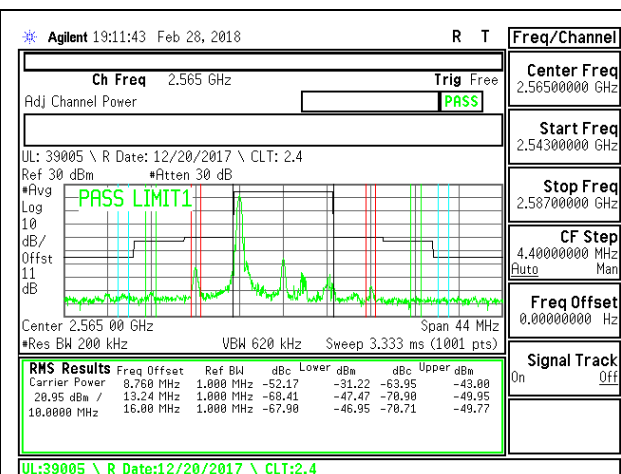 Agilent 19:11:43 Feb 28, 2018 R T
Freq/Channel
Ch Freq 2.565 GHz Trig Free
Adj Channel Power PASS
UL: 39005 \ R Date: 12/20/2017 \ CLT: 2.4
Ref 30 dBm #Atten 30 dB
#Avg
Log
10
dB/
Offst
11
dB
PASS LIMIT1
Center 2.565 00 GHz Span 44 MHz
#Res BW 200 kHz VBW 620 kHz Sweep 3.333 ms (1001 pts)
RMS Results Freq Offset Ref BW dBc Lower dBm dBc Upper dBm
Carrier Power 8.760 MHz 1.000 MHz -52.17 -31.22 -63.95 -43.00
20.95 dBm / 13.24 MHz 1.000 MHz -68.41 -47.47 -70.90 -49.95
10.0000 MHz 16.00 MHz 1.000 MHz -67.90 -46.95 -70.71 -49.77
UL:39005 \ R Date:12/20/2017 \ CLT:2.4
Center Freq
2.56500000 GHz
Start Freq
2.54300000 GHz
Stop Freq
2.58700000 GHz
CF Step
4.40000000 MHz
Auto Man
Freq Offset
0.00000000 Hz
Signal Track
On Off